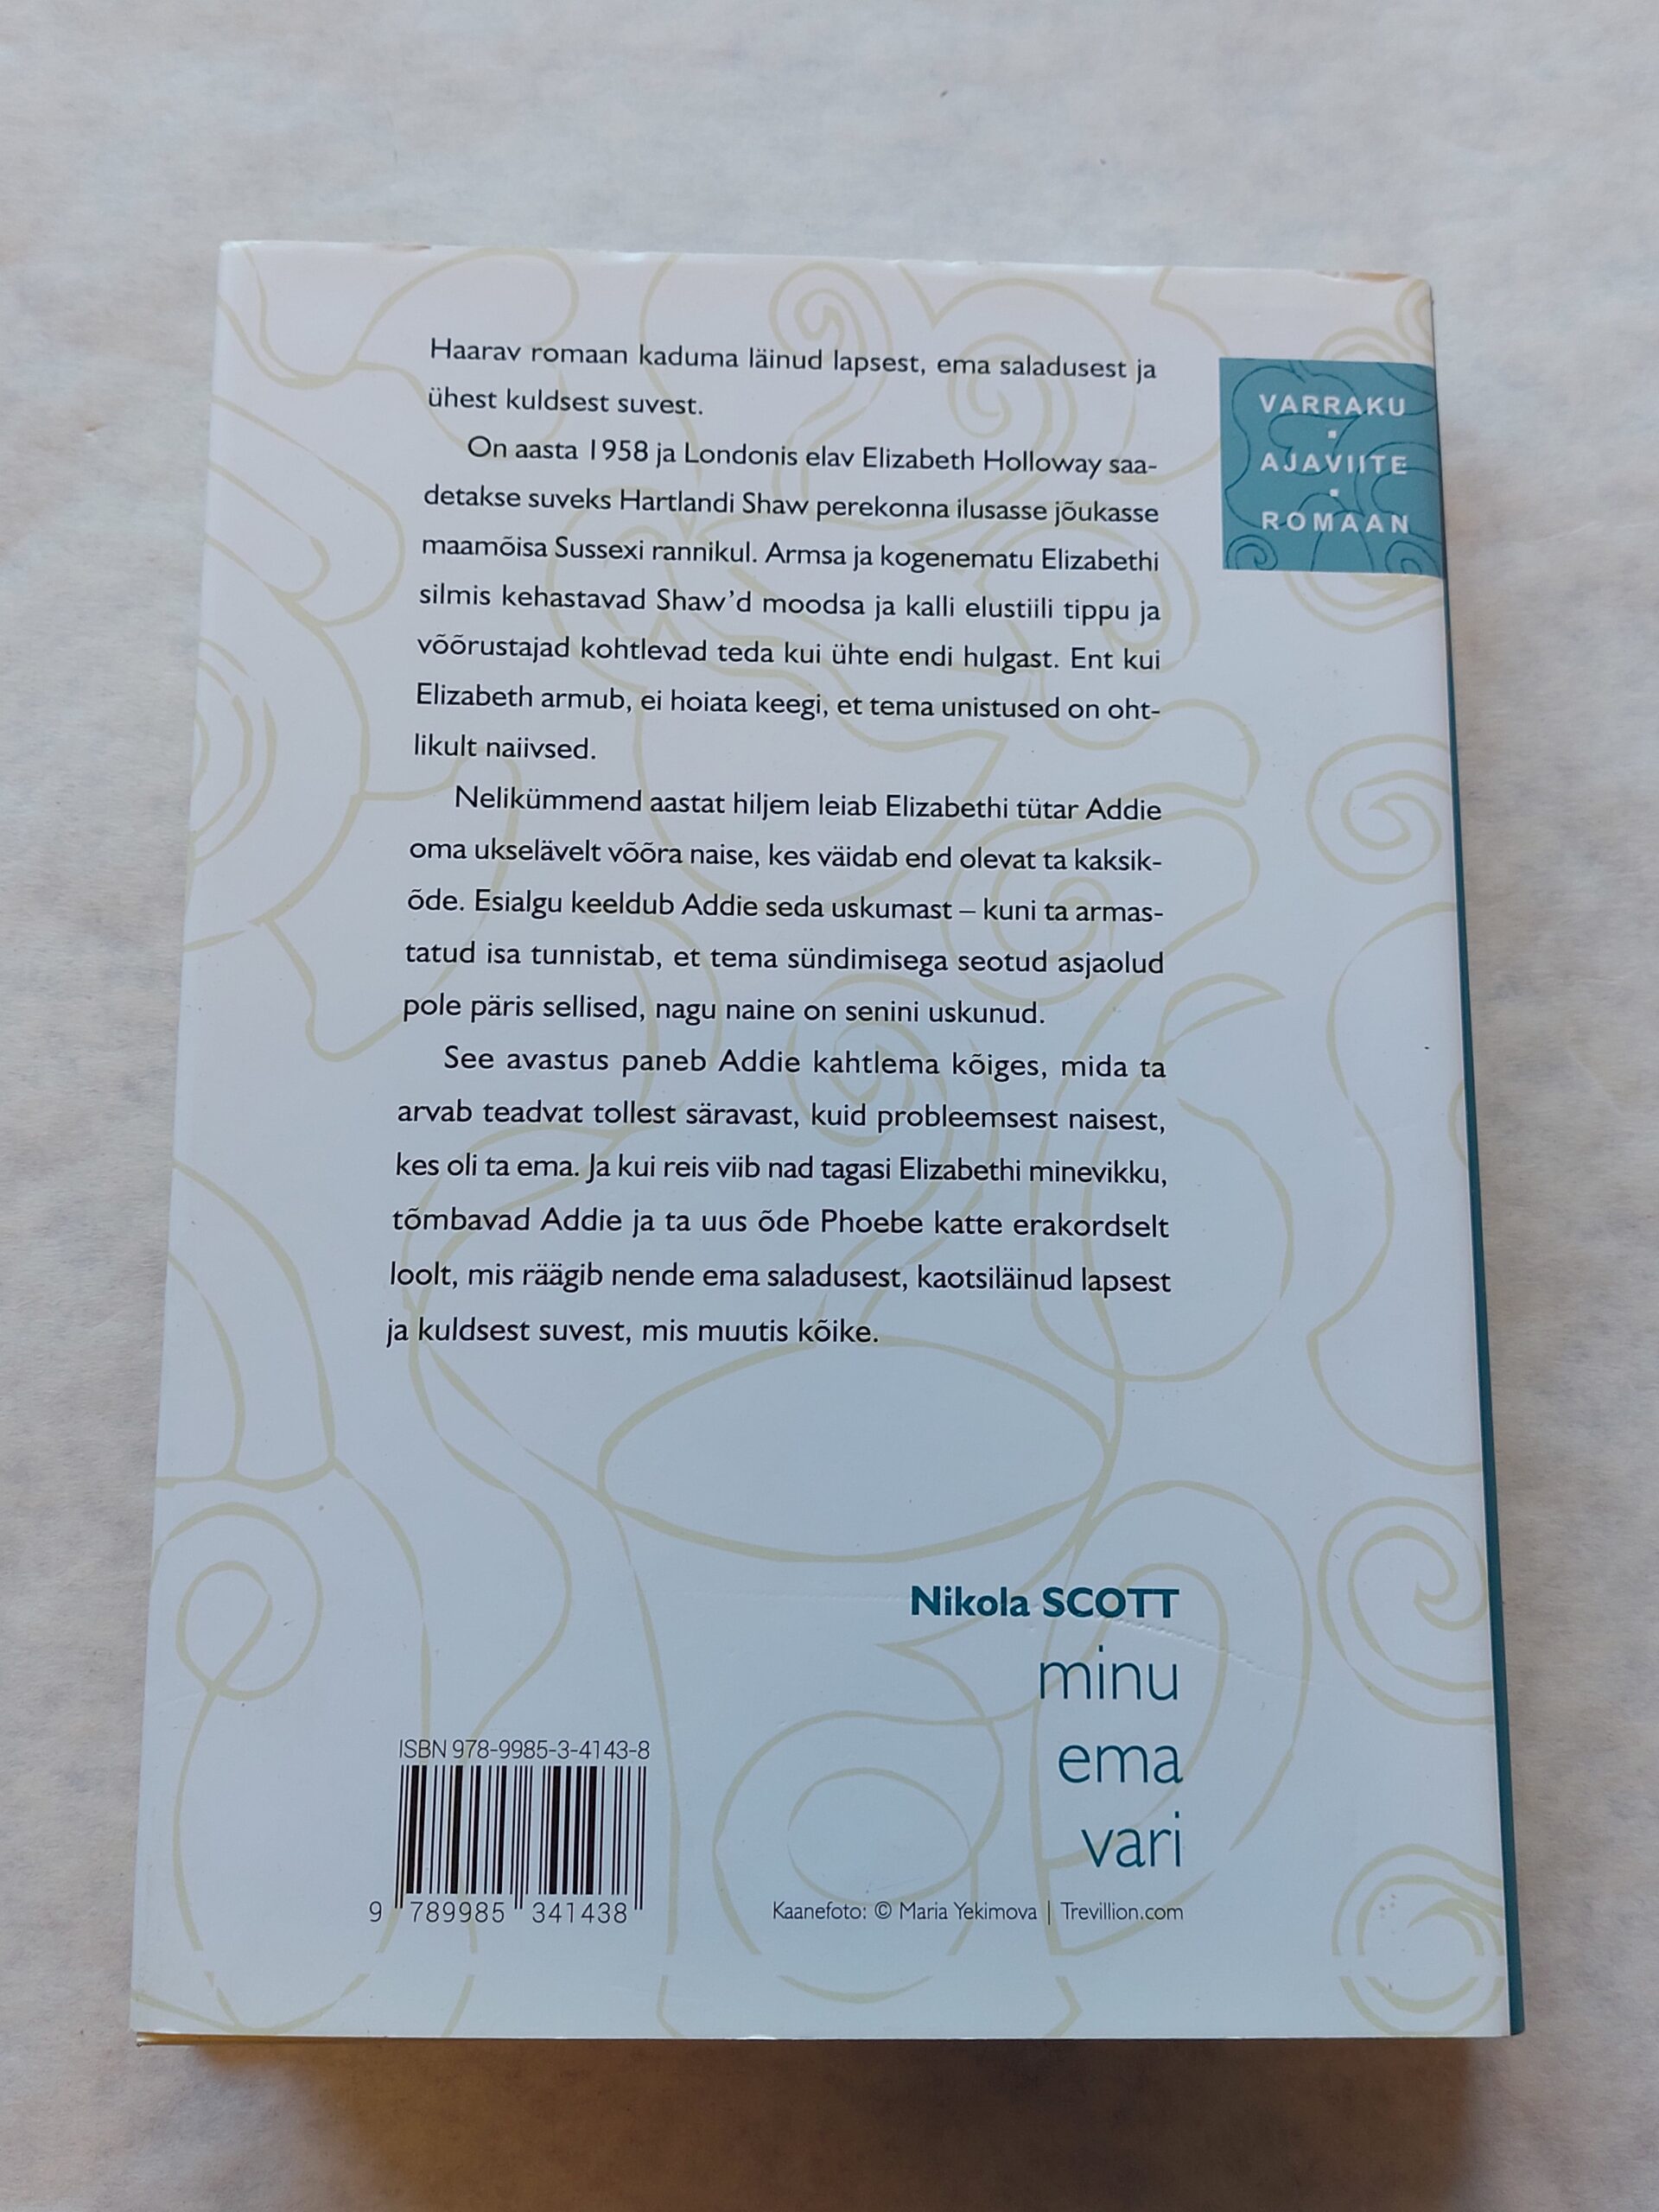 Haarav romaan kaduma läinud lapsest, ema saladusest ja
ühest kuldsest suvest.
On aasta 1958 ja Londonis elav Elizabeth Holloway saa-
detakse suveks Hartlandi Shaw perekonna ilusasse jõukasse
maamõisa Sussexi rannikul. Armsa ja kogenematu Elizabethi
silmis kehastavad Shaw’d moodsa ja kalli elustiili tippu ja
võõrustajad kohtlevad teda kui ühte endi hulgast. Ent kui
Elizabeth armub, ei hoiata keegi, et tema unistused on oht-
likult naiivsed.
Nelikümmend aastat hiljem leiab Elizabethi tütar Addie
oma ukselävelt võõra naise, kes väidab end olevat ta kaksik-
õde. Esialgu keeldub Addie seda uskumast – kuni ta armas-
tatud isa tunnistab, et tema sündimisega seotud asjaolud
pole päris sellised, nagu naine on senini uskunud.
See avastus paneb Addie kahtlema kõiges, mida ta
arvab teadvat tollest säravast, kuid probleemsest naisest,
kes oli ta ema. Ja kui reis viib nad tagasi Elizabethi minevikku,
tõmbavad Addie ja ta uus õde Phoebe katte erakordselt
loolt, mis räägib nende ema saladusest, kaotsiläinud lapsest
ja kuldsest suvest, mis muutis kõike.
VARRAKU
AJAVIITE
ROMAAN
Nikola SCOTT
minu
ema
vari
ISBN 978-9985-3-4143-8
9 789985 341438
Kaanefoto: © Maria Yekimova | Trevillion.com